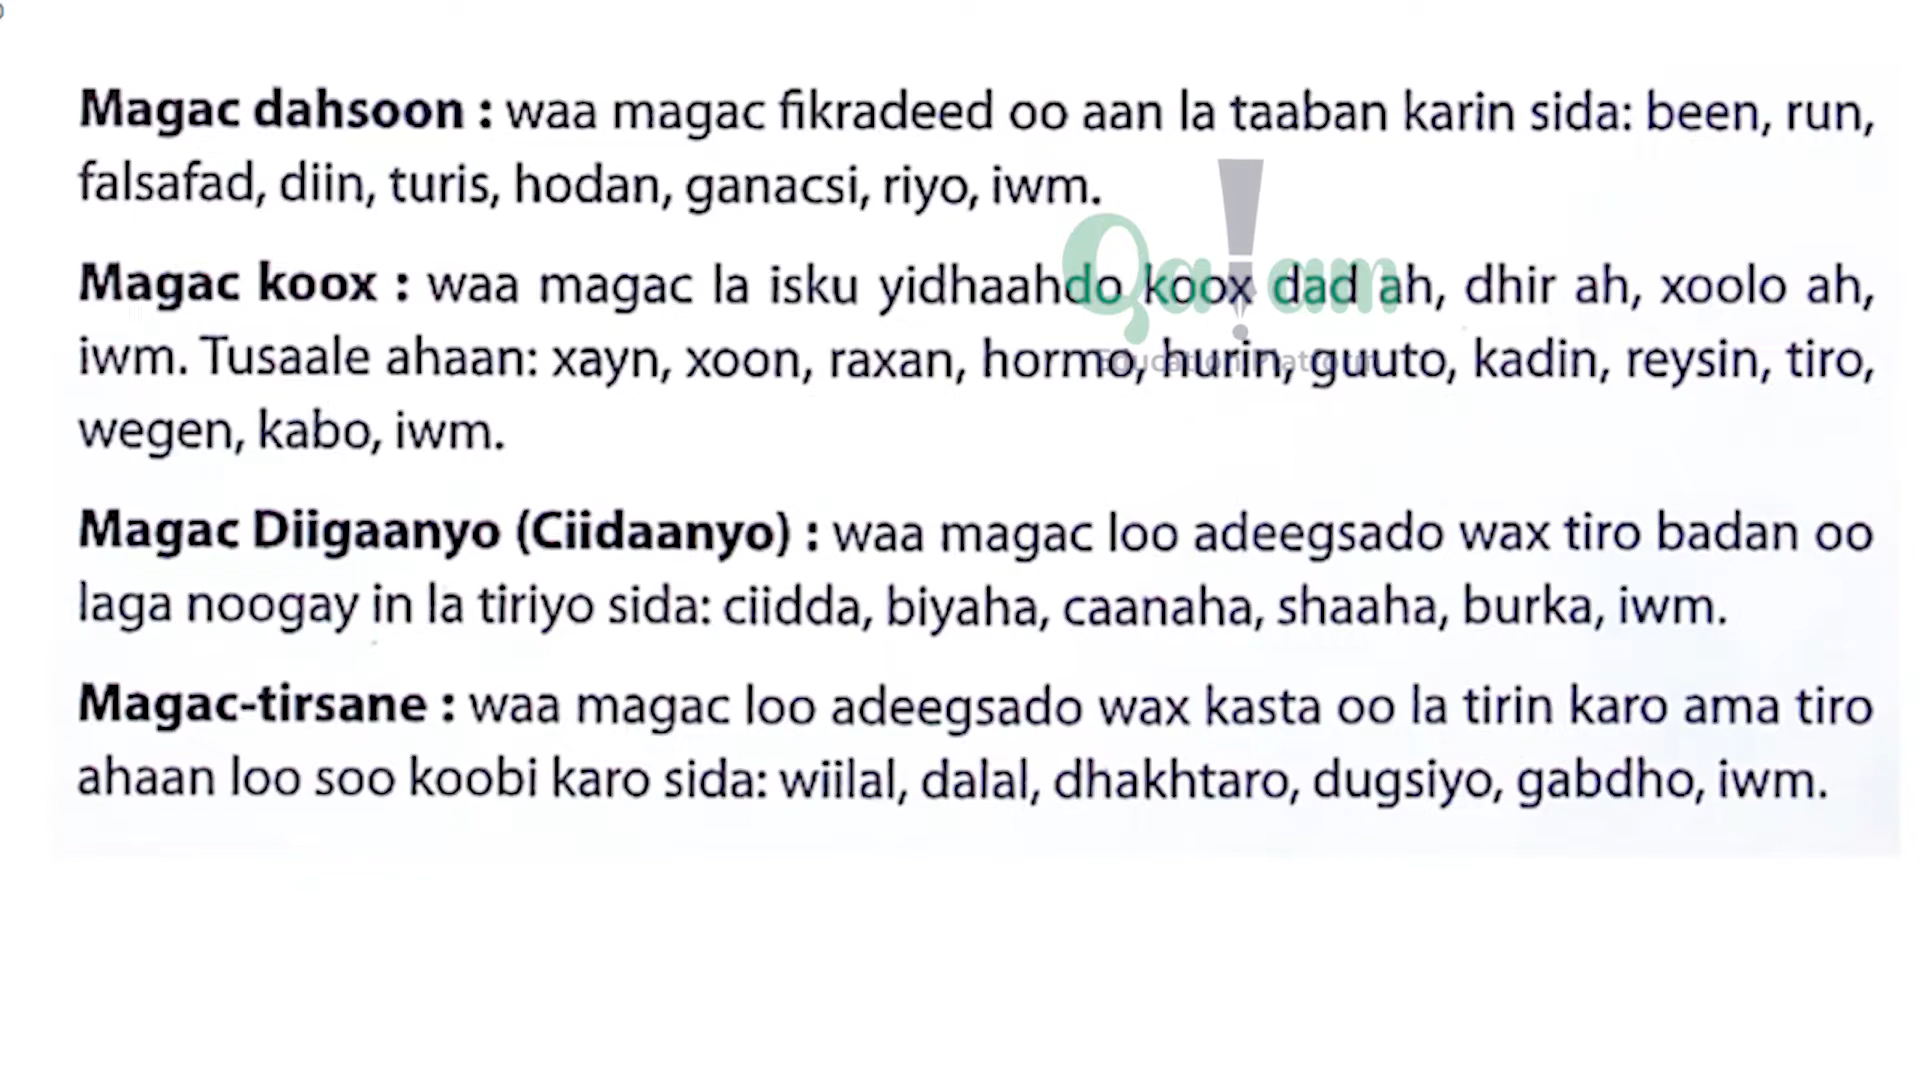 Magac dahsoon : waa magac fikradeed oo aan la taaban karin sida: been, run,
falsafad, diin, turis, hodan, ganacsi, riyo, iwm.
Magac koox : waa magac la isku yidhaahdo koox dad ah, dhir ah, xoolo ah,
iwm. Tusaale ahaan: xayn, xoon, raxan, hormo, hurin, guuto, kadin, reysin, tiro,
wegen, kabo, iwm.
Magac Diigaanyo (Ciidaanyo) : waa magac loo adeegsado wax tiro badan oo
laga noogay in la tiriyo sida: ciidda, biyaha, caanaha, shaaha, burka, iwm.
Magac-tirsane : waa magac loo adeegsado wax kasta oo la tirin karo ama tiro
ahaan loo soo koobi karo sida: wiilal, dalal, dhakhtaro, dugsiyo, gabdho, iwm.
Qalam
Education Platform